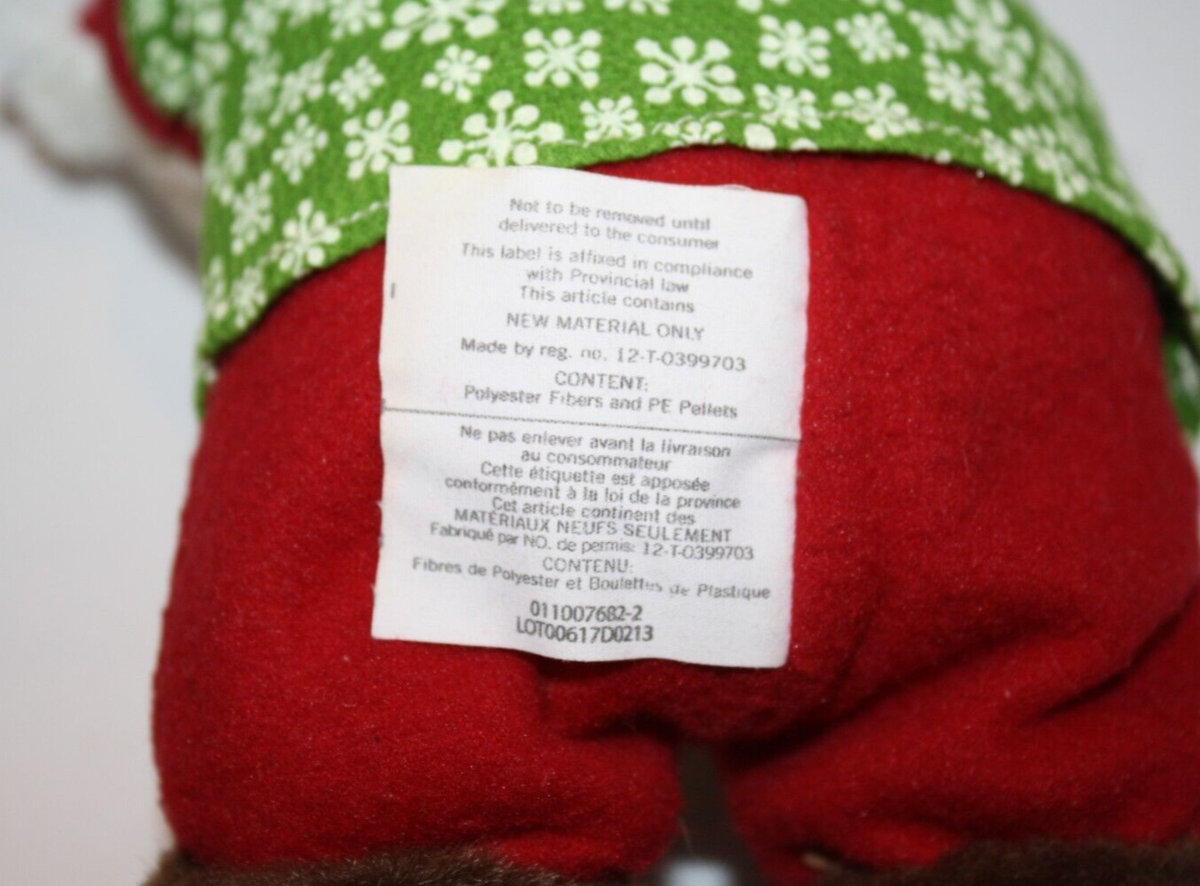 Not to be removed until
delivered to the consumer
This label is affixed in compliance
with Provincial law
This article contains
NEW MATERIAL ONLY
Made by reg. no. 12-T-0399703
CONTENT:
Polyester Fibers and PE Pellets
Ne pas enlever avant la livraison
au consommateur
Cette étiquette est apposée
conformément à la loi de la province
Cet article continent des
MATÉRIAUX NEUFS SEULEMENT
Fabriqué par NO. de permis: 12-T-0399703
CONTENU:
Fibres de Polyester et Boulettes de Plastique
011007682-2
LOT00617D0213